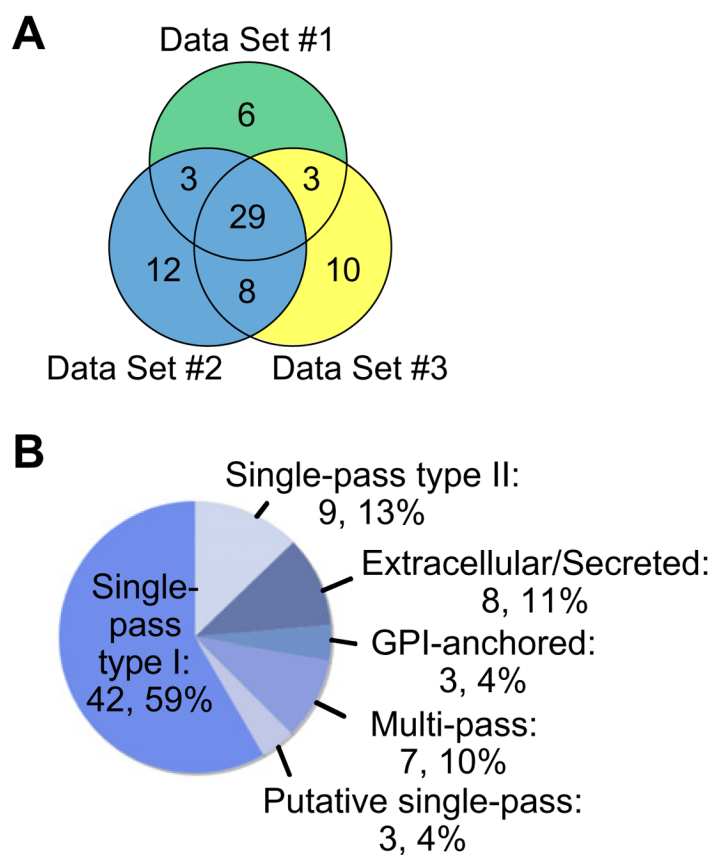 A
Data Set #1
6
3
3
29
12
8
10
Data Set #2
Data Set #3
B
Single-pass type II:
9, 13%
Extracellular/Secreted:
8, 11%
GPI-anchored:
3, 4%
Multi-pass:
7, 10%
Putative single-pass:
3, 4%
Single-
pass
type I:
42, 59%